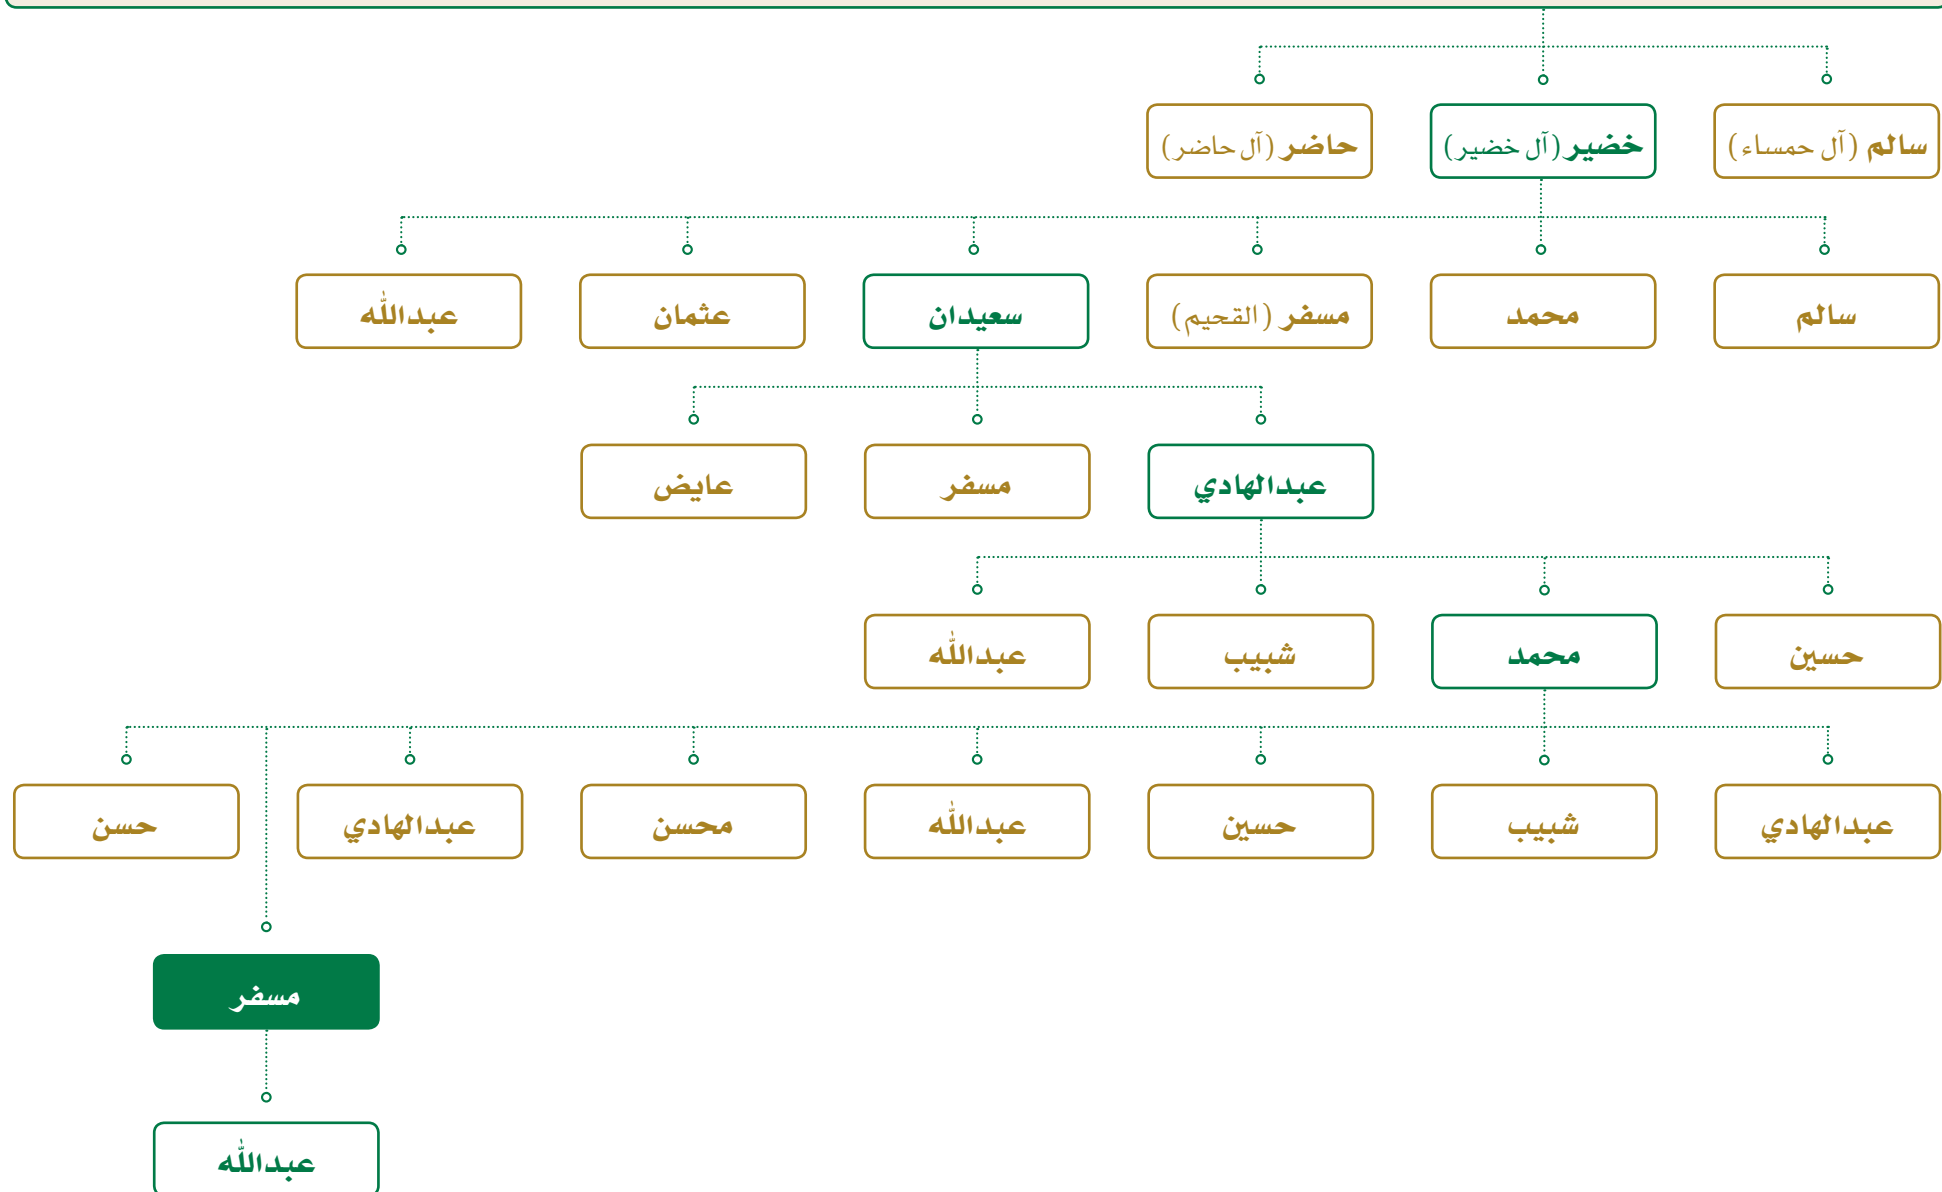 سالم (آل حمساء) خضير (آل خضير) حاضر (آل حاضر)
سالم محمد مسفر (القحيم) سعيدان عثمان عبدالله
عبدالهادي مسفر عايض
حسين محمد شبيب عبدالله
عبدالهادي شبيب حسين عبدالله محسن عبدالهادي حسن
مسفر
عبدالله